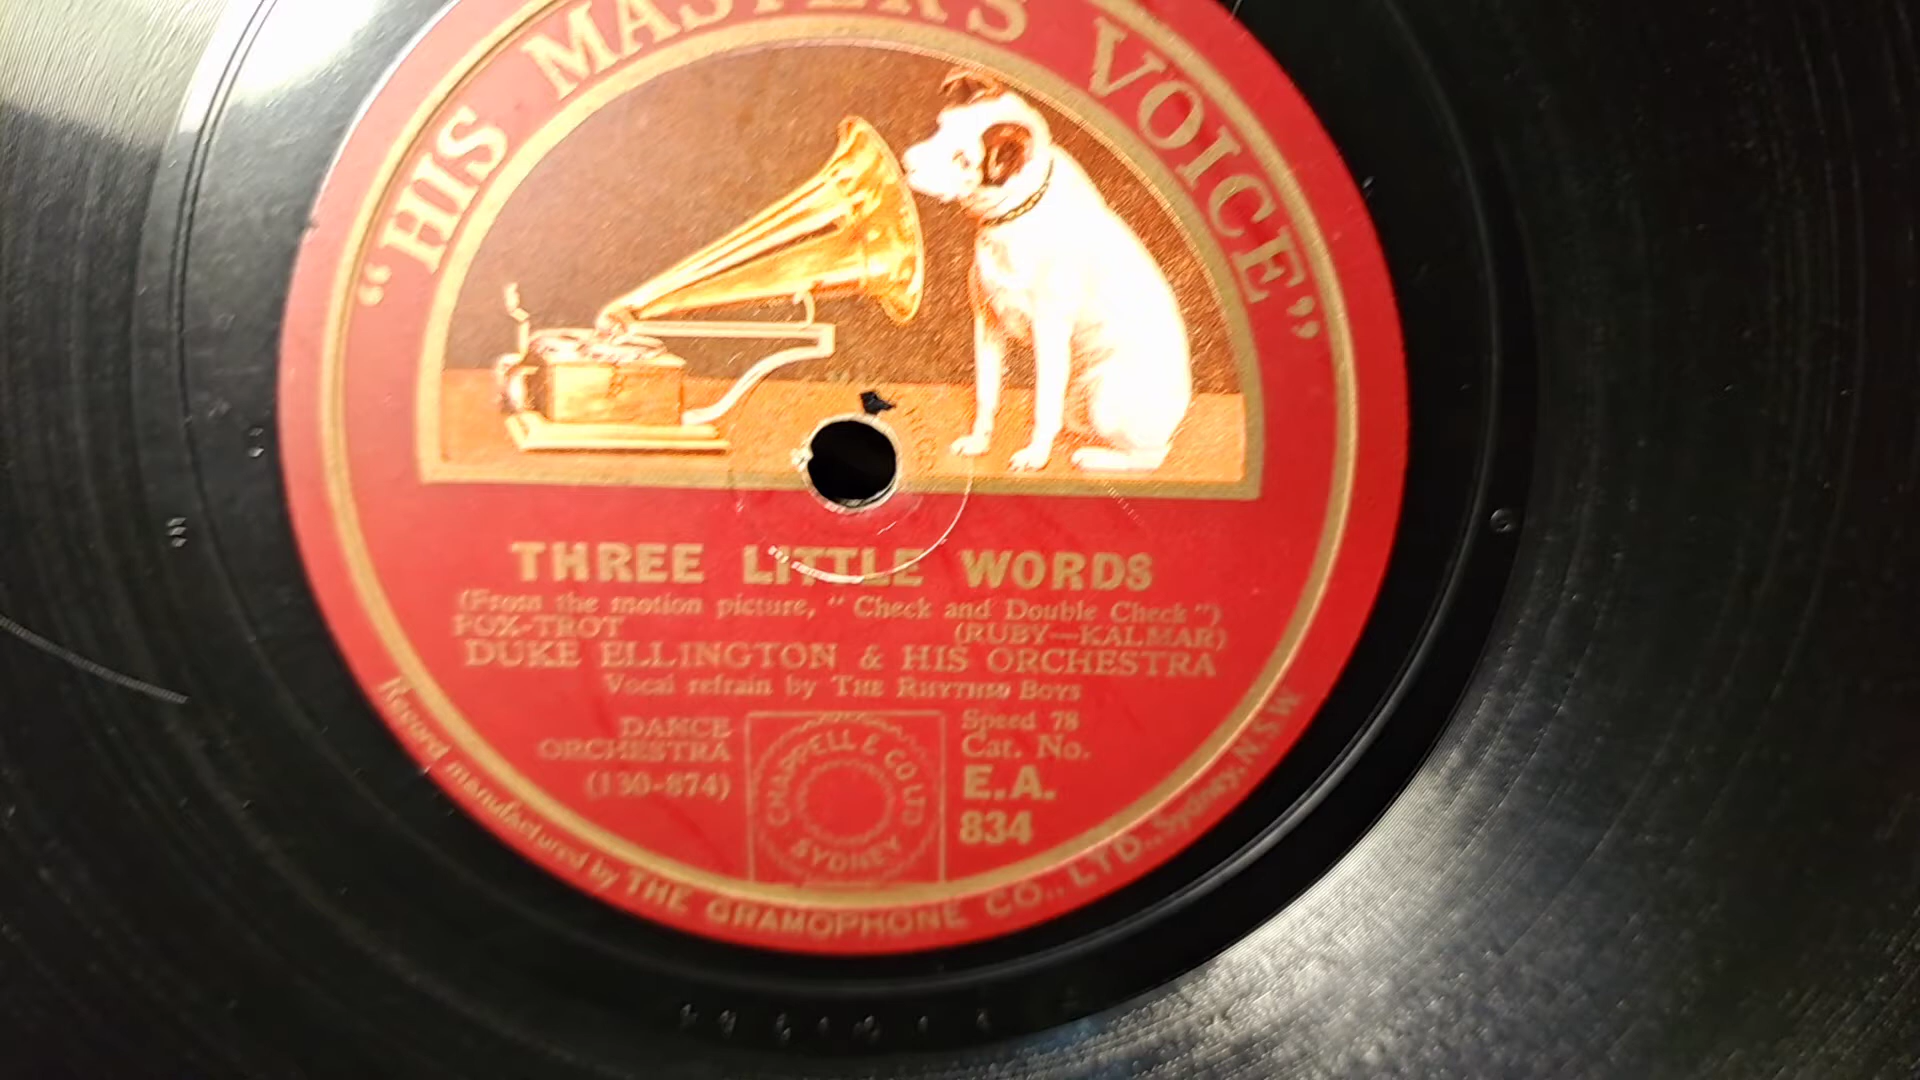 "HIS MASTER'S VOICE"
THREE LITTLE WORDS
(From the motion picture, "Check and Double Check")
FOX-TROT (RUBY—KALMAR)
DUKE ELLINGTON & HIS ORCHESTRA
Vocal refrain by THE RHYTHM BOYS
DANCE
ORCHESTRA
(130-874)
CHAPPELL & CO LTD
SYDNEY
Speed 78
Cat. No.
E.A.
834
Record manufactured by THE GRAMOPHONE CO., LTD., Sydney, N.S.W